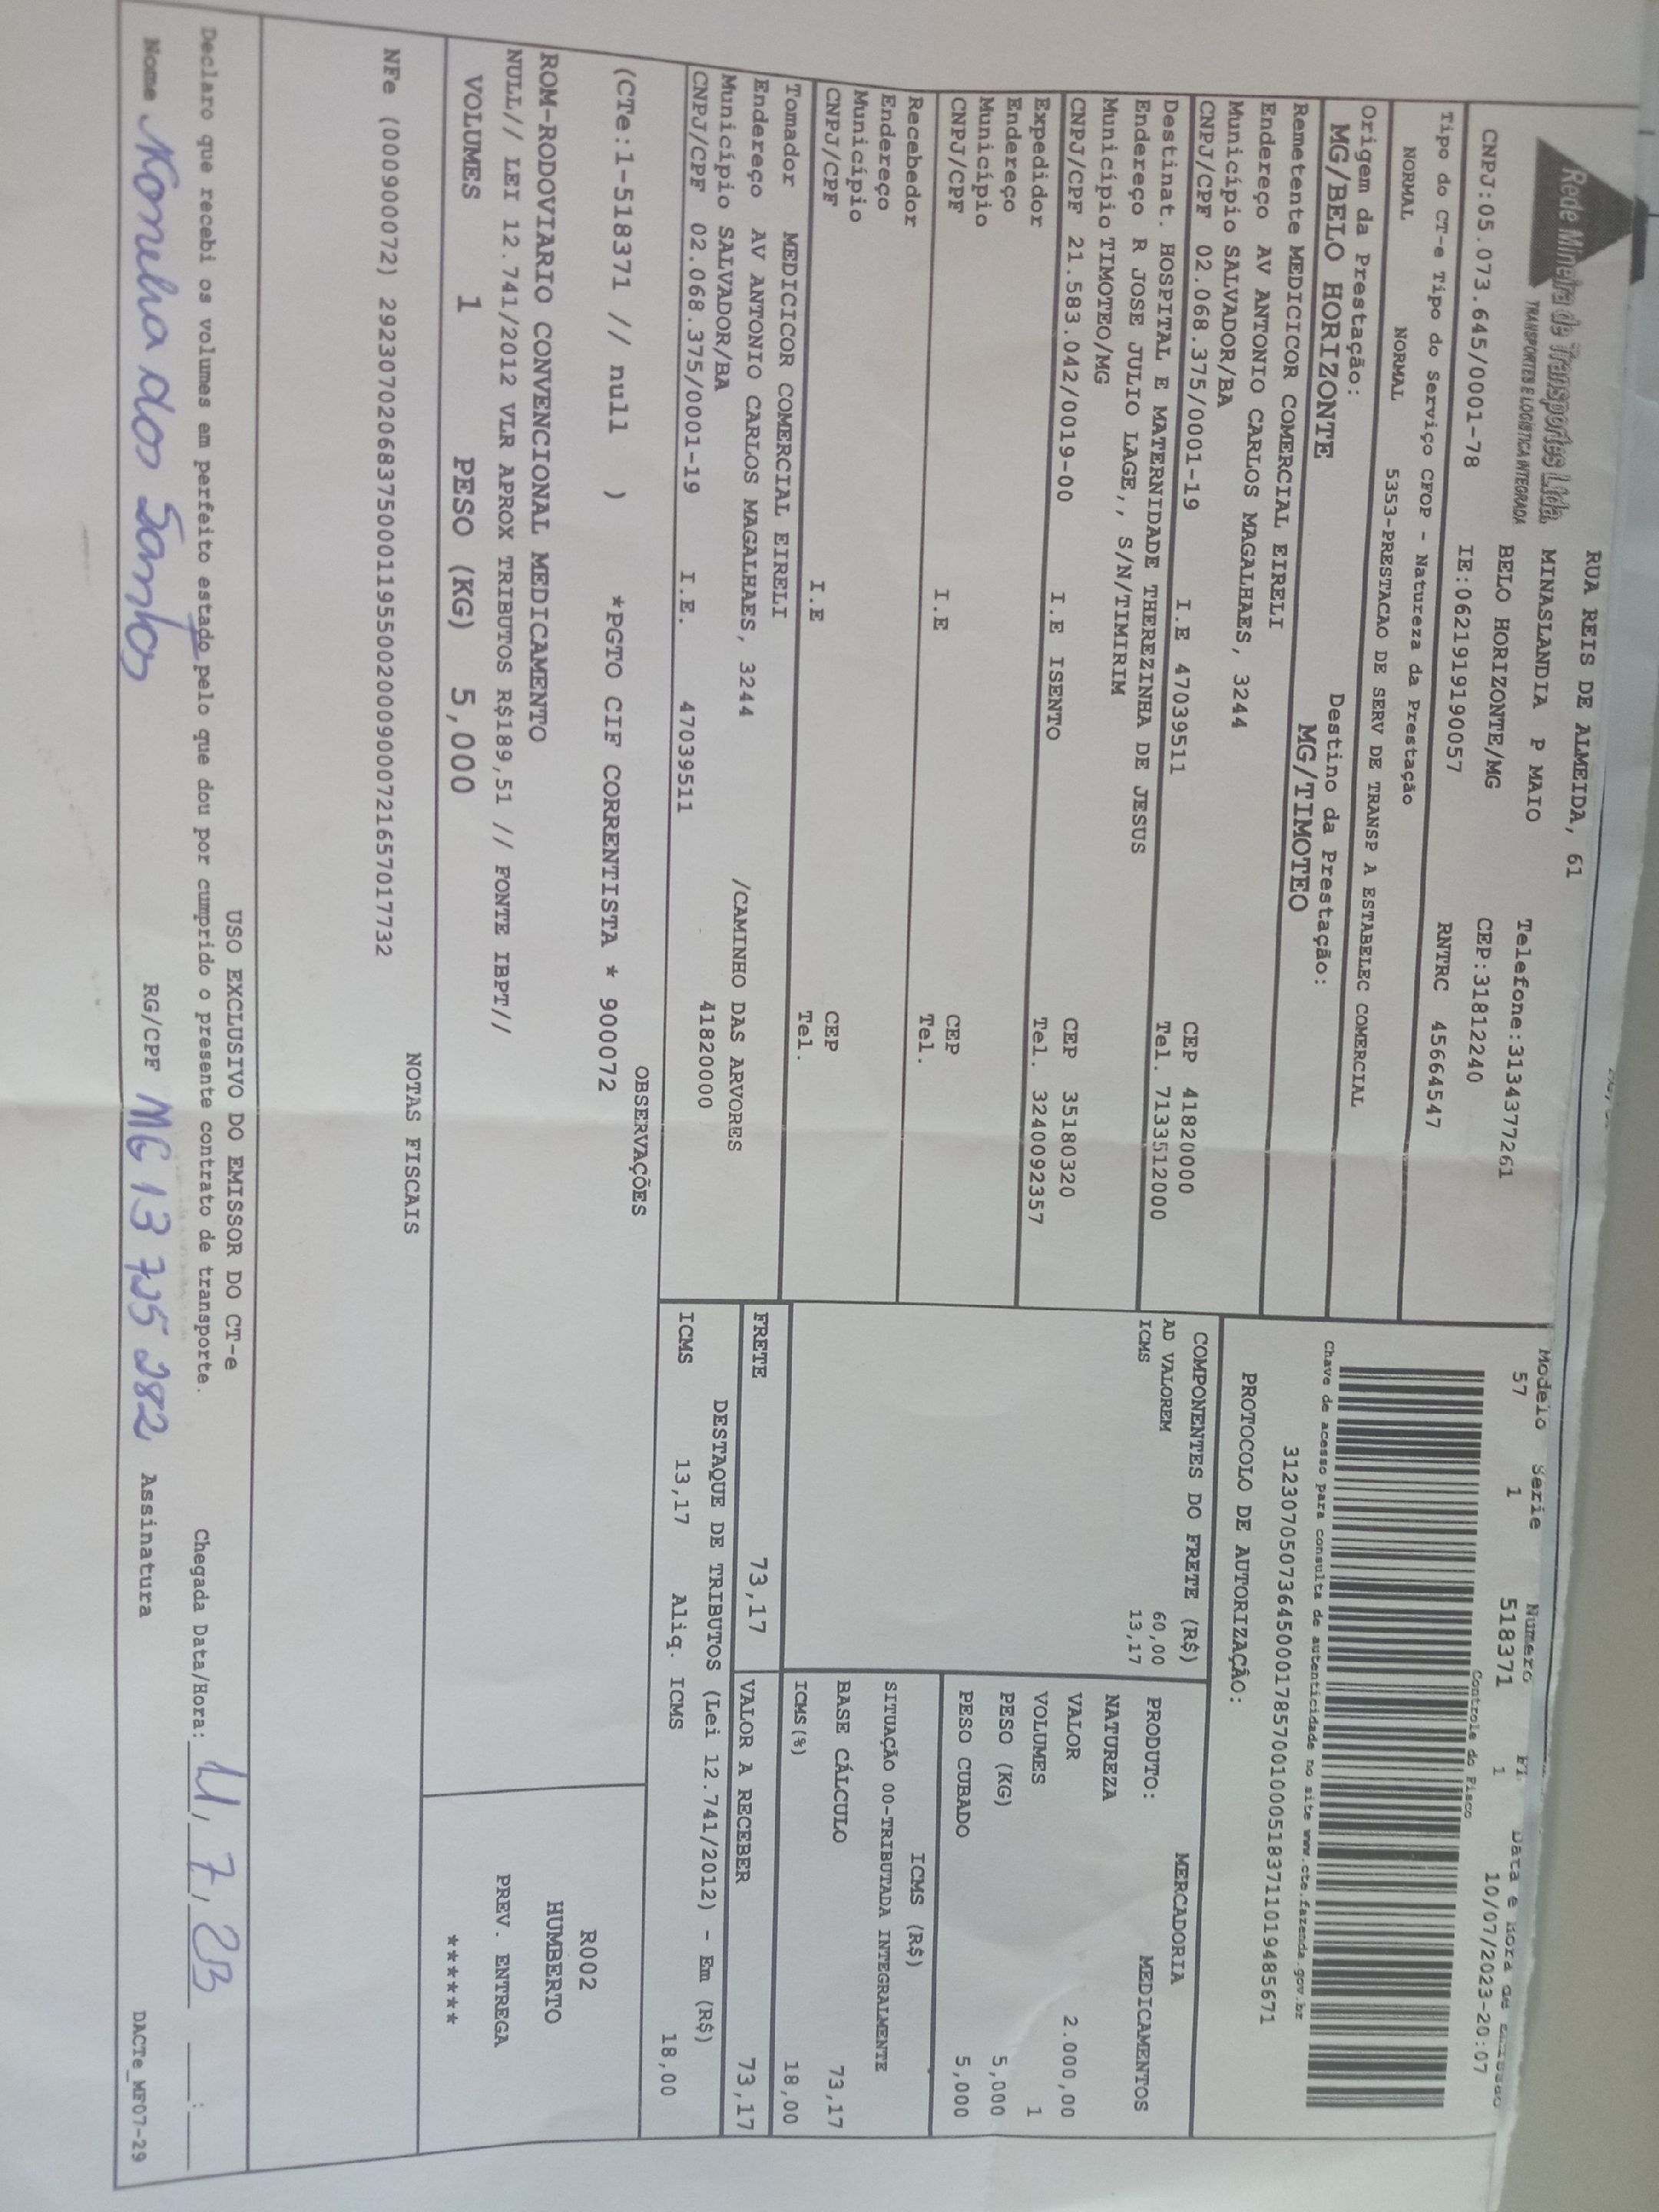 Rede Mineira de Transportes Ltda.
TRANSPORTES E LOGÍSTICA INTEGRADA
RUA REIS DE ALMEIDA, 61
MINASLANDIA P MAIO
BELO HORIZONTE/MG
Telefone:3134377261
CEP:31812240
CNPJ:05.073.645/0001-78 IE:0621919190057 RNTRC 45664547
Modelo Serie Numero Data e Hora de
57 1 518371 1 10/07/2023-20:07
Controle do Fisco
Tipo do CT-e Tipo do Serviço CFOP - Natureza da Prestação
NORMAL NORMAL 5353-PRESTACAO DE SERV DE TRANSP A ESTABELEC COMERCIAL
Chave de acesso para consulta de autenticidade no site www.cte.fazenda.gov.br
31230705073645000178570010005183711019485671
PROTOCOLO DE AUTORIZAÇÃO:
Origem da Prestação: Destino da Prestação:
MG/BELO HORIZONTE MG/TIMOTEO
Remetente MEDICICOR COMERCIAL EIRELI
Endereço AV ANTONIO CARLOS MAGALHAES, 3244
Município SALVADOR/BA CEP 41820000
CNPJ/CPF 02.068.375/0001-19 I.E 47039511 Tel. 7133512000
Destinat. HOSPITAL E MATERNIDADE THEREZINHA DE JESUS
Endereço R JOSE JULIO LAGE,, S/N/TIMIRIM
Município TIMOTEO/MG CEP 35180320
CNPJ/CPF 21.583.042/0019-00 I.E ISENTO Tel. 3240092357
Expedidor
Endereço
Município CEP
CNPJ/CPF I.E Tel.
Recebedor
Endereço
Município CEP
CNPJ/CPF I.E Tel.
Tomador MEDICICOR COMERCIAL EIRELI
Endereço AV ANTONIO CARLOS MAGALHAES, 3244 /CAMINHO DAS ARVORES
Município SALVADOR/BA 41820000
CNPJ/CPF 02.068.375/0001-19 I.E. 47039511
COMPONENTES DO FRETE (R$)
AD VALOREM 60,00
ICMS 13,17
MERCADORIA
PRODUTO: MEDICAMENTOS
NATUREZA
VALOR 2.000,00
VOLUMES 1
PESO (KG) 5,000
PESO CUBADO 5,000
ICMS (R$)
SITUAÇÃO 00-TRIBUTADA INTEGRALMENTE
BASE CÁLCULO 73,17
ICMS(%) 18,00
FRETE 73,17 VALOR A RECEBER 73,17
DESTAQUE DE TRIBUTOS (Lei 12.741/2012) - Em (R$)
ICMS 13,17 Aliq. ICMS 18,00
OBSERVAÇÕES
(CTe:1-518371 // null ) *PGTO CIF CORRENTISTA * 900072
ROM-RODOVIARIO CONVENCIONAL MEDICAMENTO
NULL// LEI 12.741/2012 VLR APROX TRIBUTOS R$189,51 // FONTE IBPT//
VOLUMES 1 PESO (KG) 5,000
R002
HUMBERTO
PREV. ENTREGA
******
NOTAS FISCAIS
NFe (0009000072) 29230702068375000119550020009000721657017732
USO EXCLUSIVO DO EMISSOR DO CT-e
Declaro que recebi os volumes em perfeito estado pelo que dou por cumprido o presente contrato de transporte. Chegada Data/Hora: 11/7/23 __:__
Nome dos Santos RG/CPF MG 13 725 282 Assinatura
DACTe_MF07-29